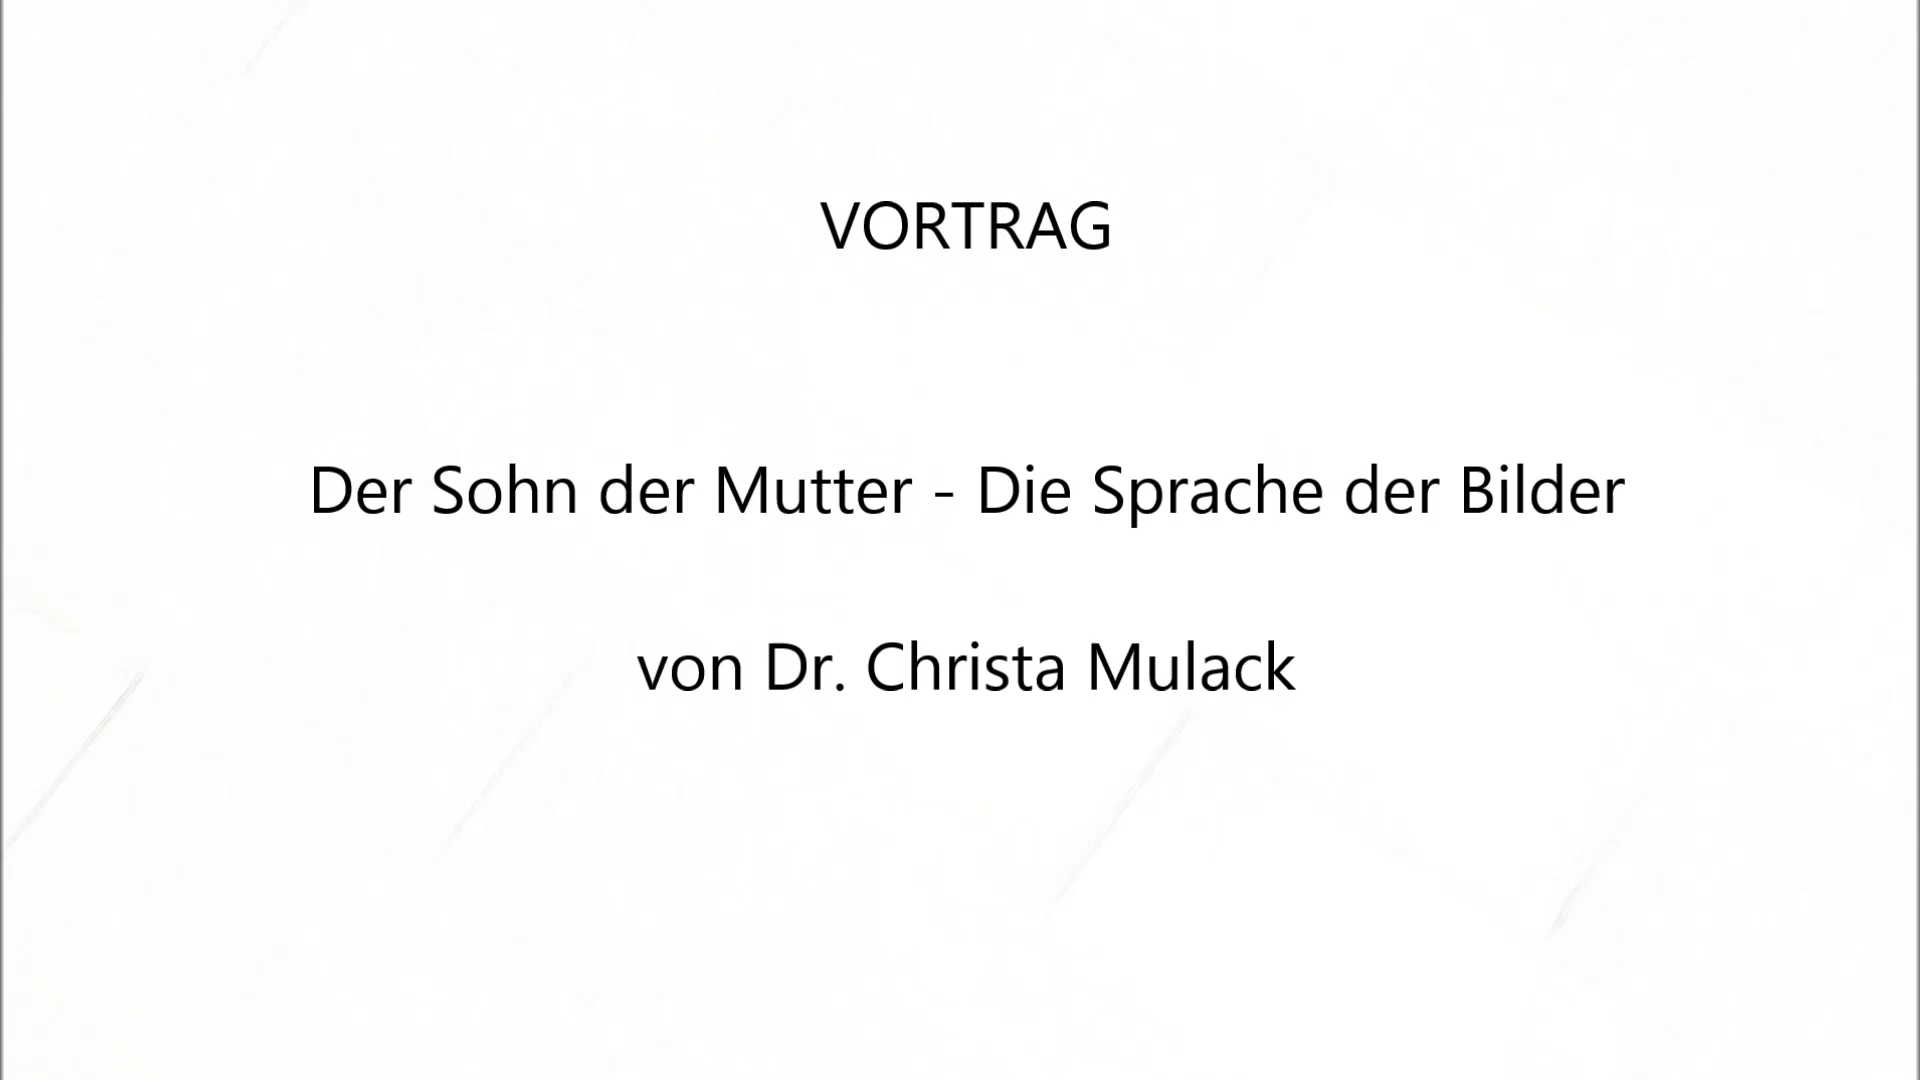 VORTRAG
Der Sohn der Mutter - Die Sprache der Bilder
von Dr. Christa Mulack